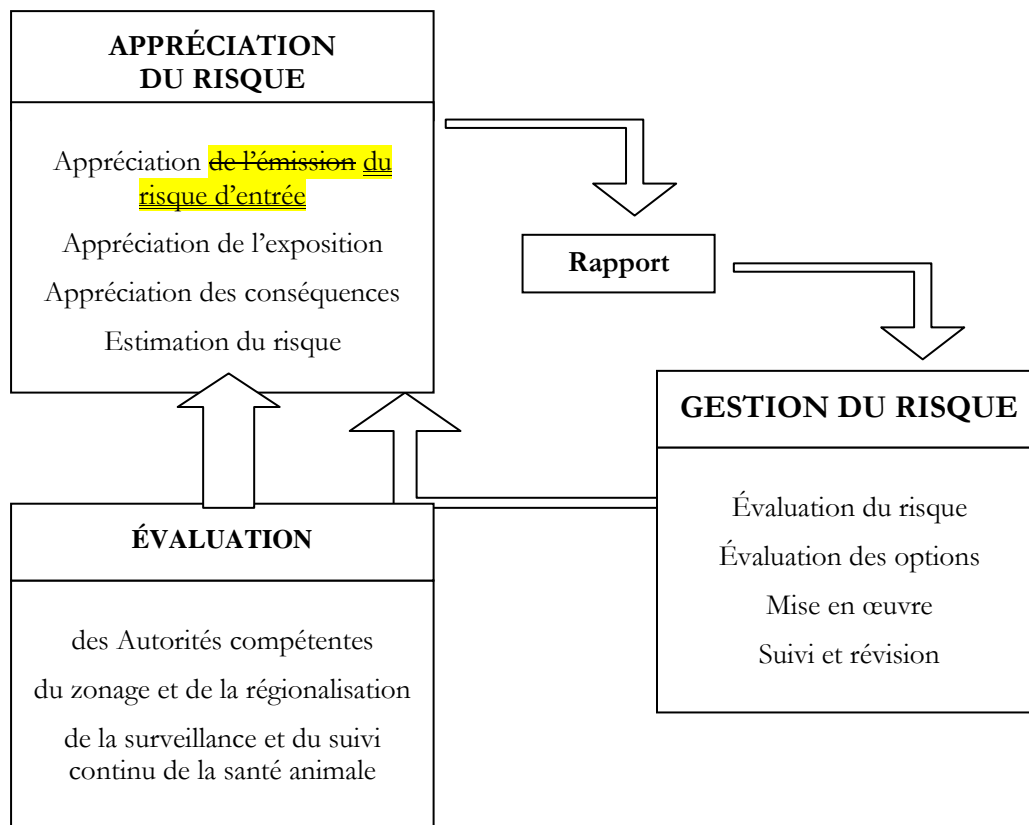 APPRÉCIATION
DU RISQUE
Appréciation de l’émission du
risque d’entrée
Appréciation de l’exposition
Appréciation des conséquences
Estimation du risque
Rapport
GESTION DU RISQUE
Évaluation du risque
Évaluation des options
Mise en œuvre
Suivi et révision
ÉVALUATION
des Autorités compétentes
du zonage et de la régionalisation
de la surveillance et du suivi
continu de la santé animale